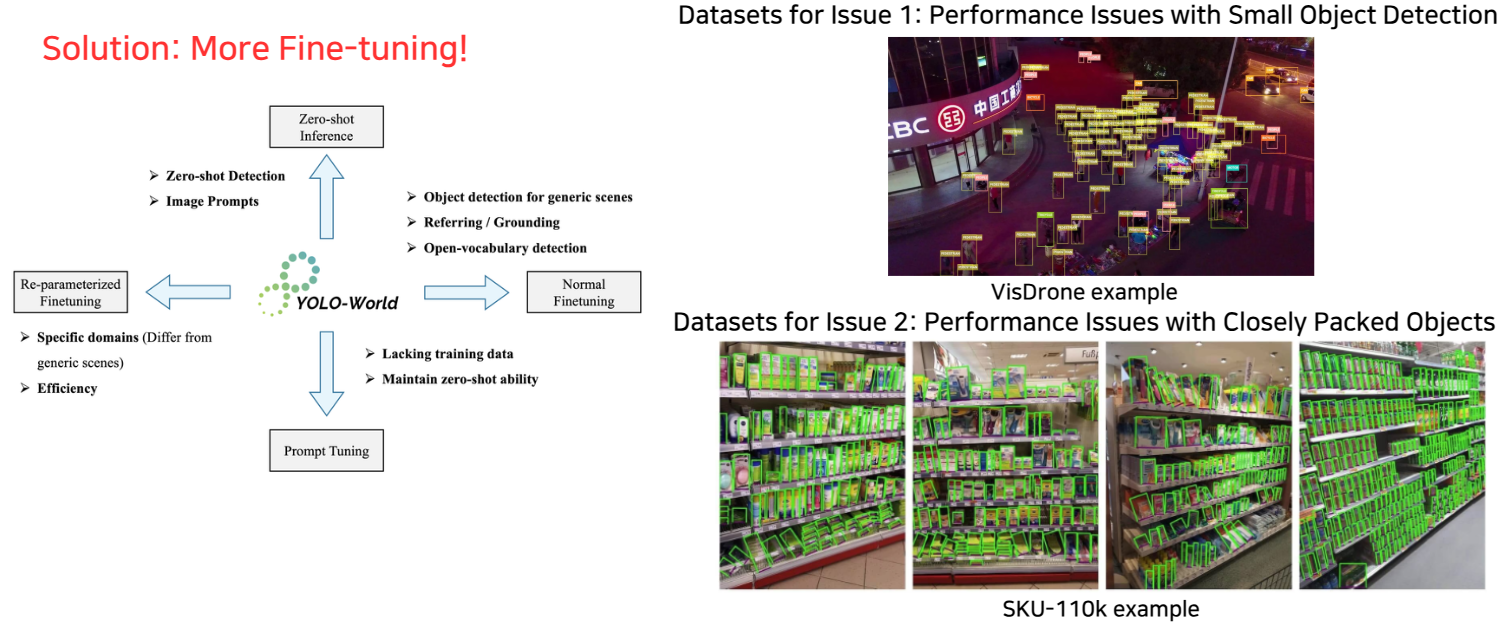 Solution: More Fine-tuning!
Zero-shot
Inference
➢ Zero-shot Detection
➢ Image Prompts
➢ Object detection for generic scenes
➢ Referring / Grounding
➢ Open-vocabulary detection
Re-parameterized
Finetuning
YOLO-World
Normal
Finetuning
➢ Specific domains (Differ from
generic scenes)
➢ Efficiency
➢ Lacking training data
➢ Maintain zero-shot ability
Prompt Tuning
Datasets for Issue 1: Performance Issues with Small Object Detection
CBC 中国工商
VisDrone example
Datasets for Issue 2: Performance Issues with Closely Packed Objects
Fußp
SKU-110k example